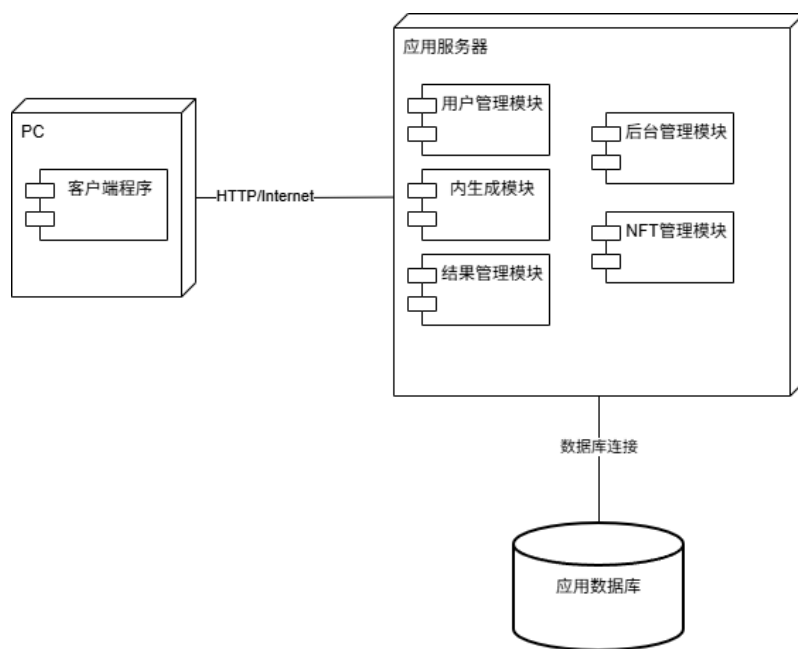 应用服务器
用户管理模块
后台管理模块
PC
客户端程序
HTTP/Internet
内生成模块
NFT管理模块
结果管理模块
数据库连接
应用数据库